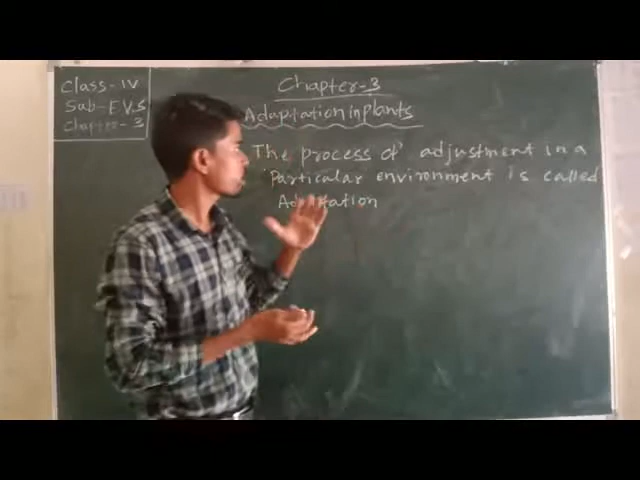 Class-IV
Sub-E.V.S
Chapter-3
Chapter-3
Adaptation in plants
The process of adjustment in a
Particular environment is called
Adaptation